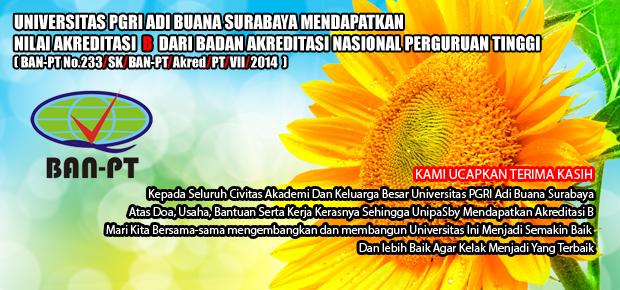 UNIVERSITAS PGRI ADI BUANA SURABAYA MENDAPATKAN
NILAI AKREDITASI B DARI BADAN AKREDITASI NASIONAL PERGURUAN TINGGI
( BAN-PT No.233/SK/BAN-PT/Akred/PT/VII/2014 )
BAN-PT
KAMI UCAPKAN TERIMA KASIH
Kepada Seluruh Civitas Akademi Dan Keluarga Besar Universitas PGRI Adi Buana Surabaya
Atas Doa, Usaha, Bantuan Serta Kerja Kerasnya Sehingga UnipaSby Mendapatkan Akreditasi B
Mari Kita Bersama-sama mengembangkan dan membangun Universitas Ini Menjadi Semakin Baik
Dan lebih Baik Agar Kelak Menjadi Yang Terbaik